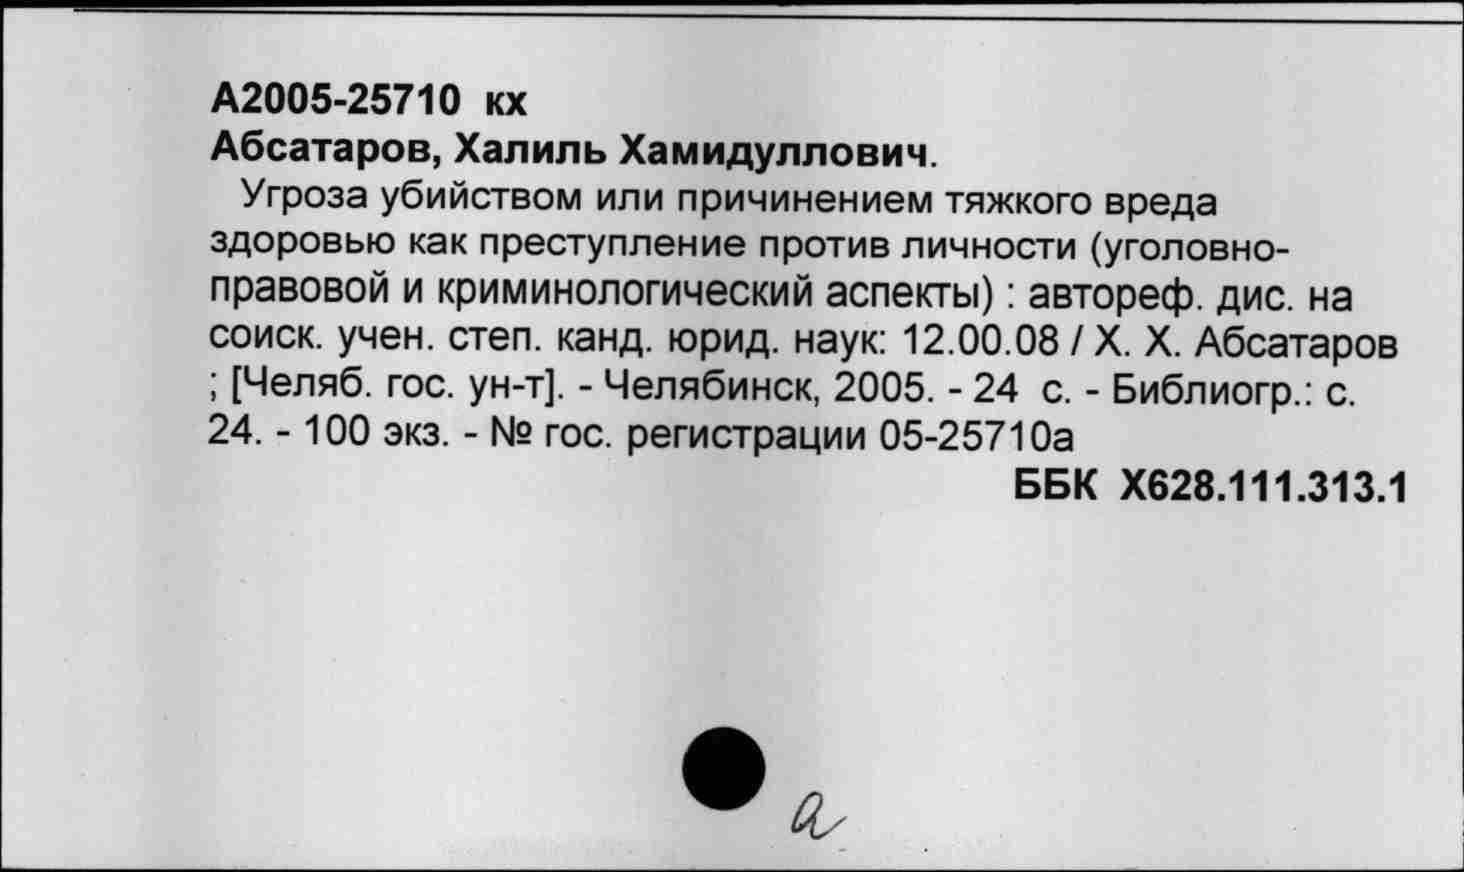 А2005-25710 кх
Абсатаров, Халиль Хамидуллович.
Угроза убийством или причинением тяжкого вреда
здоровью как преступление против личности (уголовно-
правовой и криминологический аспекты) : автореф. дис. на
соиск. учен. степ. канд. юрид. наук: 12.00.08 / Х. Х. Абсатаров
; [Челяб. гос. ун-т]. - Челябинск, 2005. - 24 с. - Библиогр.: с.
24. - 100 экз. - № гос. регистрации 05-25710а
ББК Х628.111.313.1
а